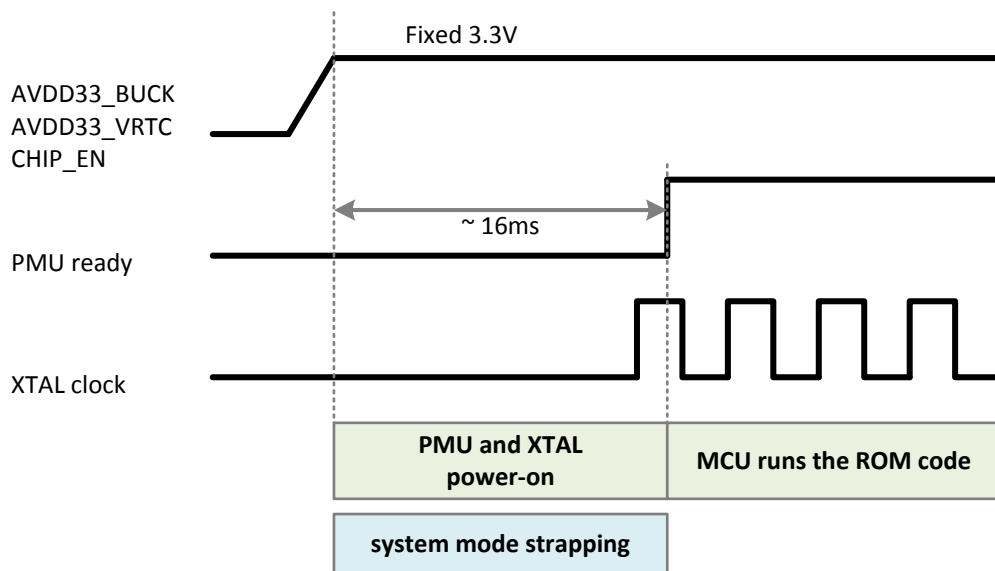 Fixed 3.3V
AVDD33_BUCK
AVDD33_VRTC
CHIP_EN
~ 16ms
PMU ready
XTAL clock
PMU and XTAL
power-on
MCU runs the ROM code
system mode strapping